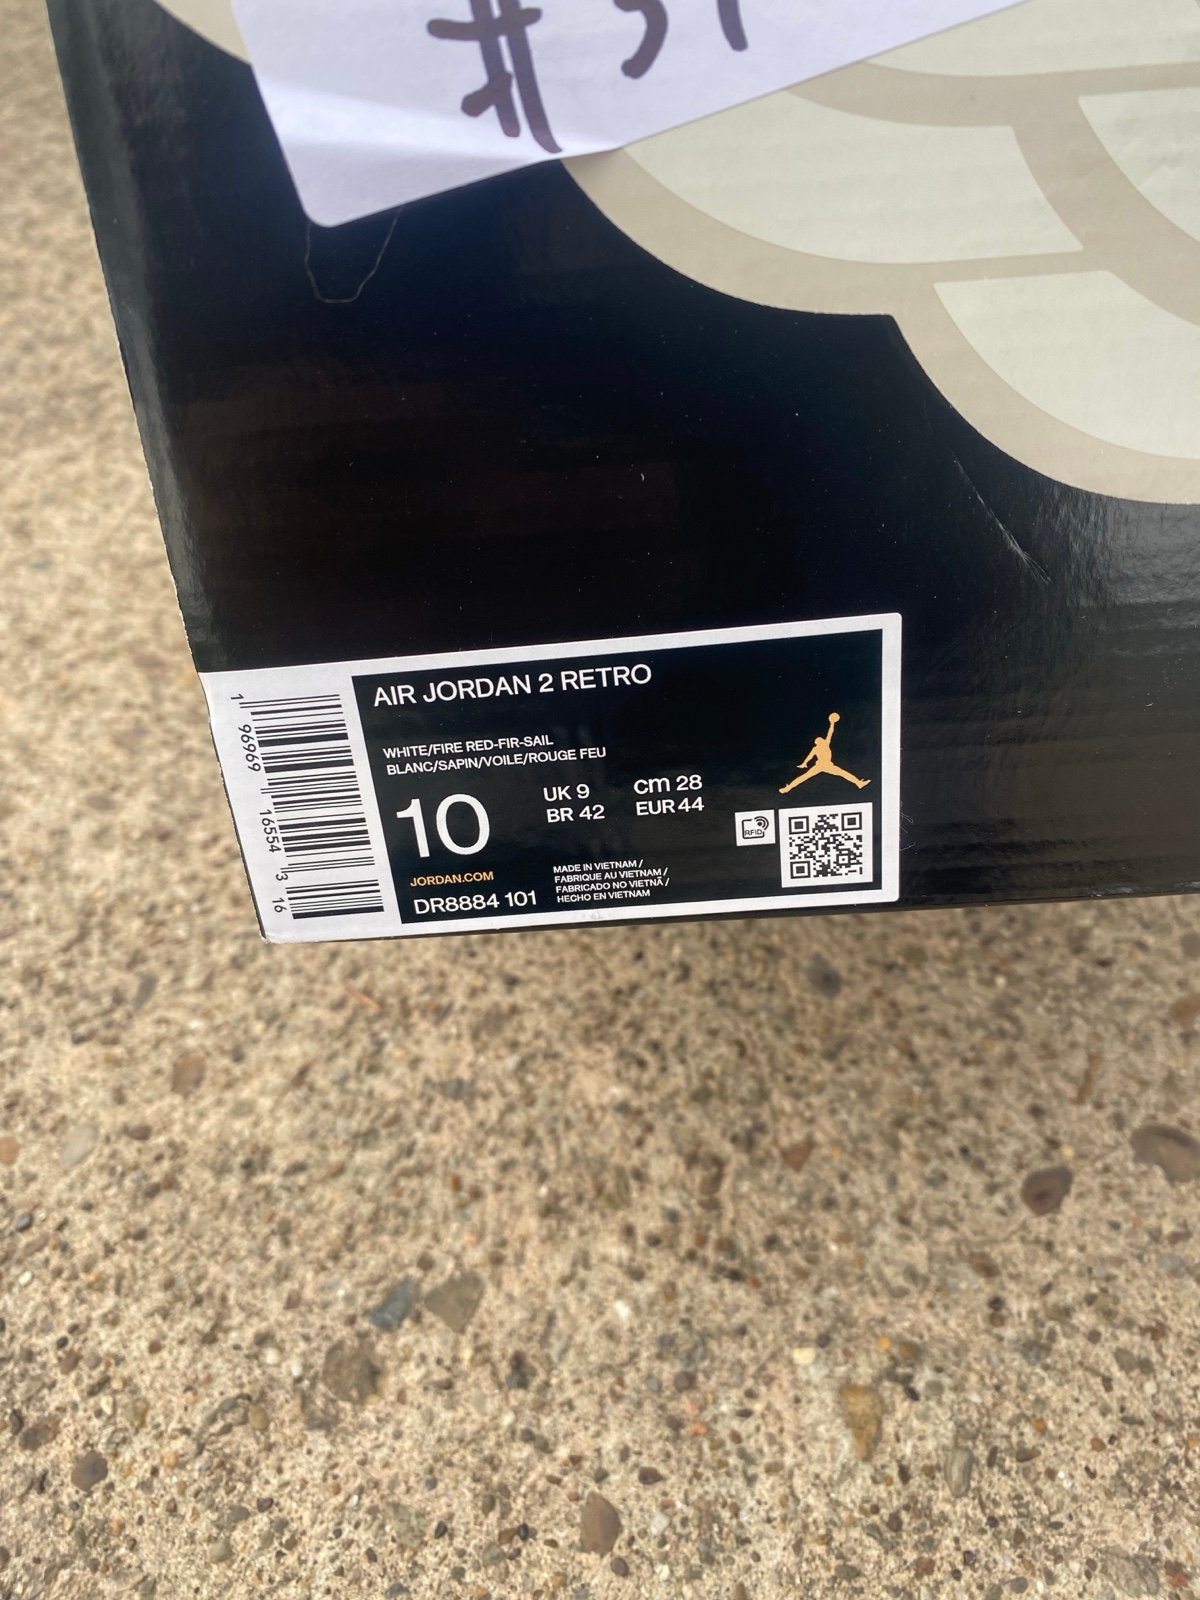 AIR JORDAN 2 RETRO
WHITE/FIRE RED-FIR-SAIL
BLANC/SAPIN/VOILE/ROUGE FEU
10
UK 9
BR 42
cm 28
EUR 44
RFID
JORDAN.COM
DR8884 101
MADE IN VIETNAM /
FABRIQUE AU VIETNAM /
FABRICADO NO VIETNÃ /
HECHO EN VIETNAM
1 96969 16554 3 16